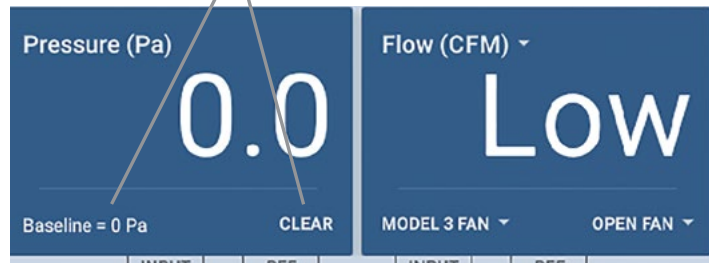 Pressure (Pa)
0.0
Baseline = 0 Pa
CLEAR
Flow (CFM)
Low
MODEL 3 FAN
OPEN FAN